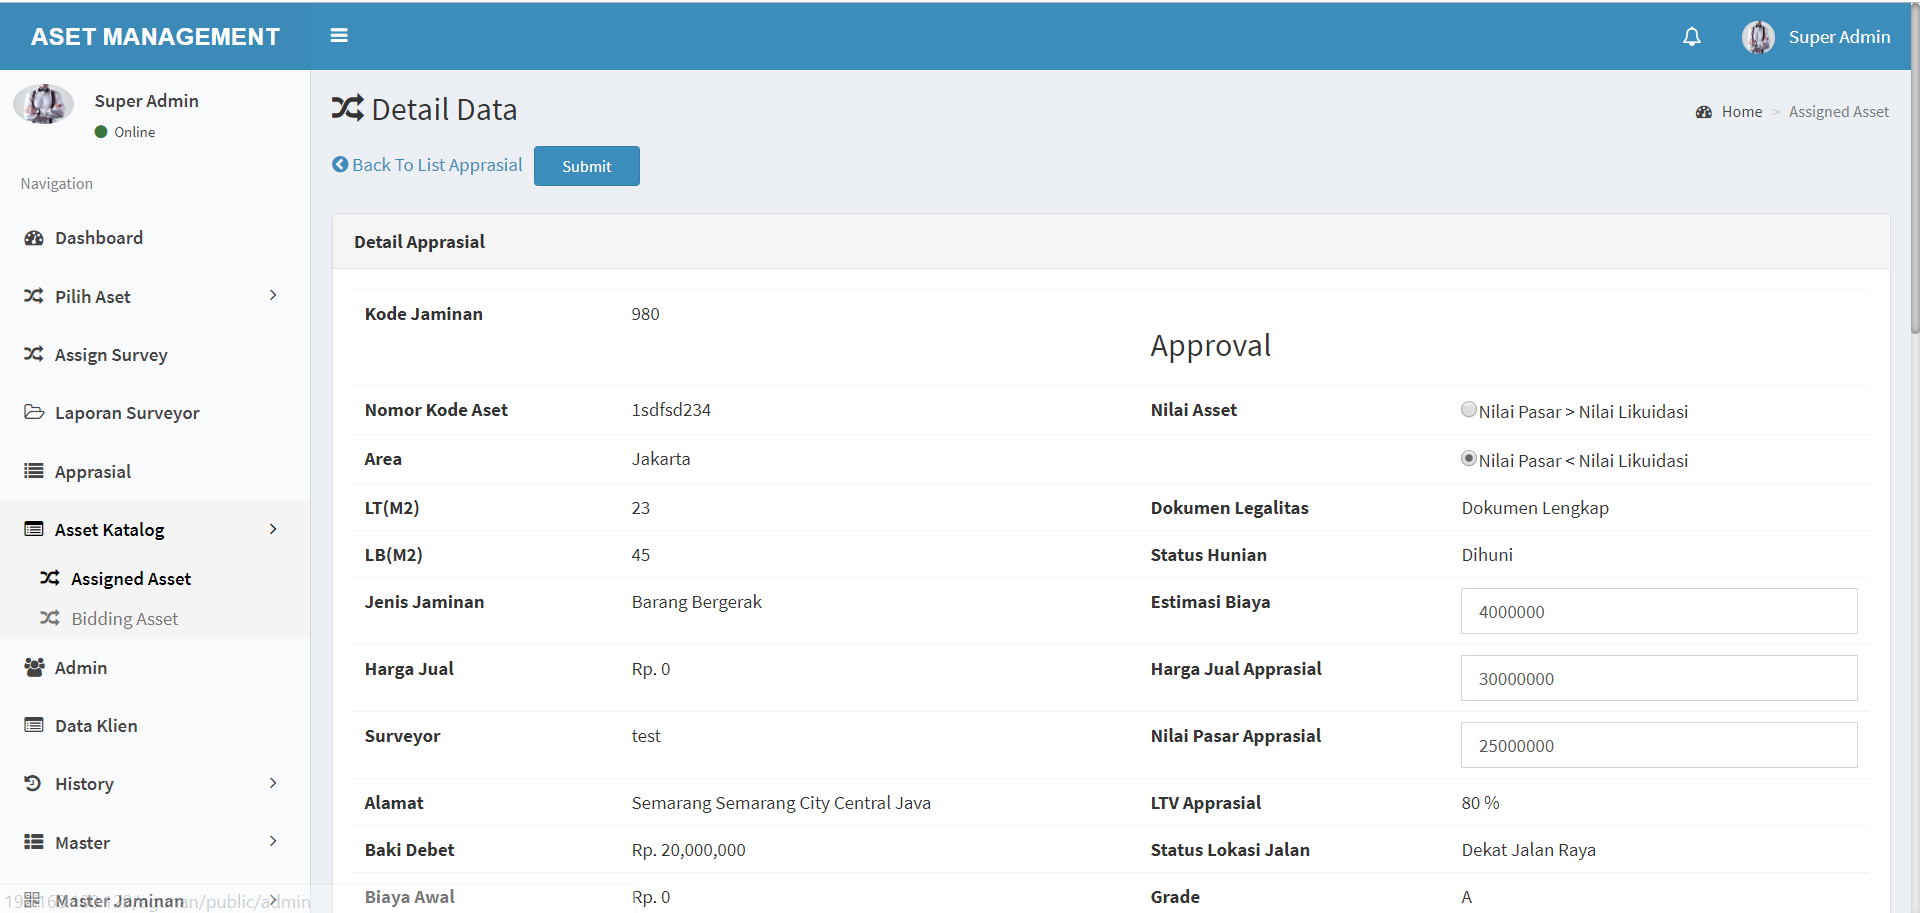 ASET MANAGEMENT
Super Admin
Super Admin
Online
Navigation
Dashboard
Pilih Aset
Assign Survey
Laporan Surveyor
Apprasial
Asset Katalog
Assigned Asset
Bidding Asset
Admin
Data Klien
History
Master
Master Jaminan
Detail Data
Home > Assigned Asset
Back To List Apprasial
Submit
Detail Apprasial
Kode Jaminan 980
Approval
Nomor Kode Aset 1sdfsd234 Nilai Asset Nilai Pasar > Nilai Likuidasi
Area Jakarta Nilai Pasar < Nilai Likuidasi
LT(M2) 23 Dokumen Legalitas Dokumen Lengkap
LB(M2) 45 Status Hunian Dihuni
Jenis Jaminan Barang Bergerak Estimasi Biaya 4000000
Harga Jual Rp. 0 Harga Jual Apprasial 30000000
Surveyor test Nilai Pasar Apprasial 25000000
Alamat Semarang Semarang City Central Java LTV Apprasial 80 %
Baki Debet Rp. 20,000,000 Status Lokasi Jalan Dekat Jalan Raya
Biaya Awal Rp. 0 Grade A